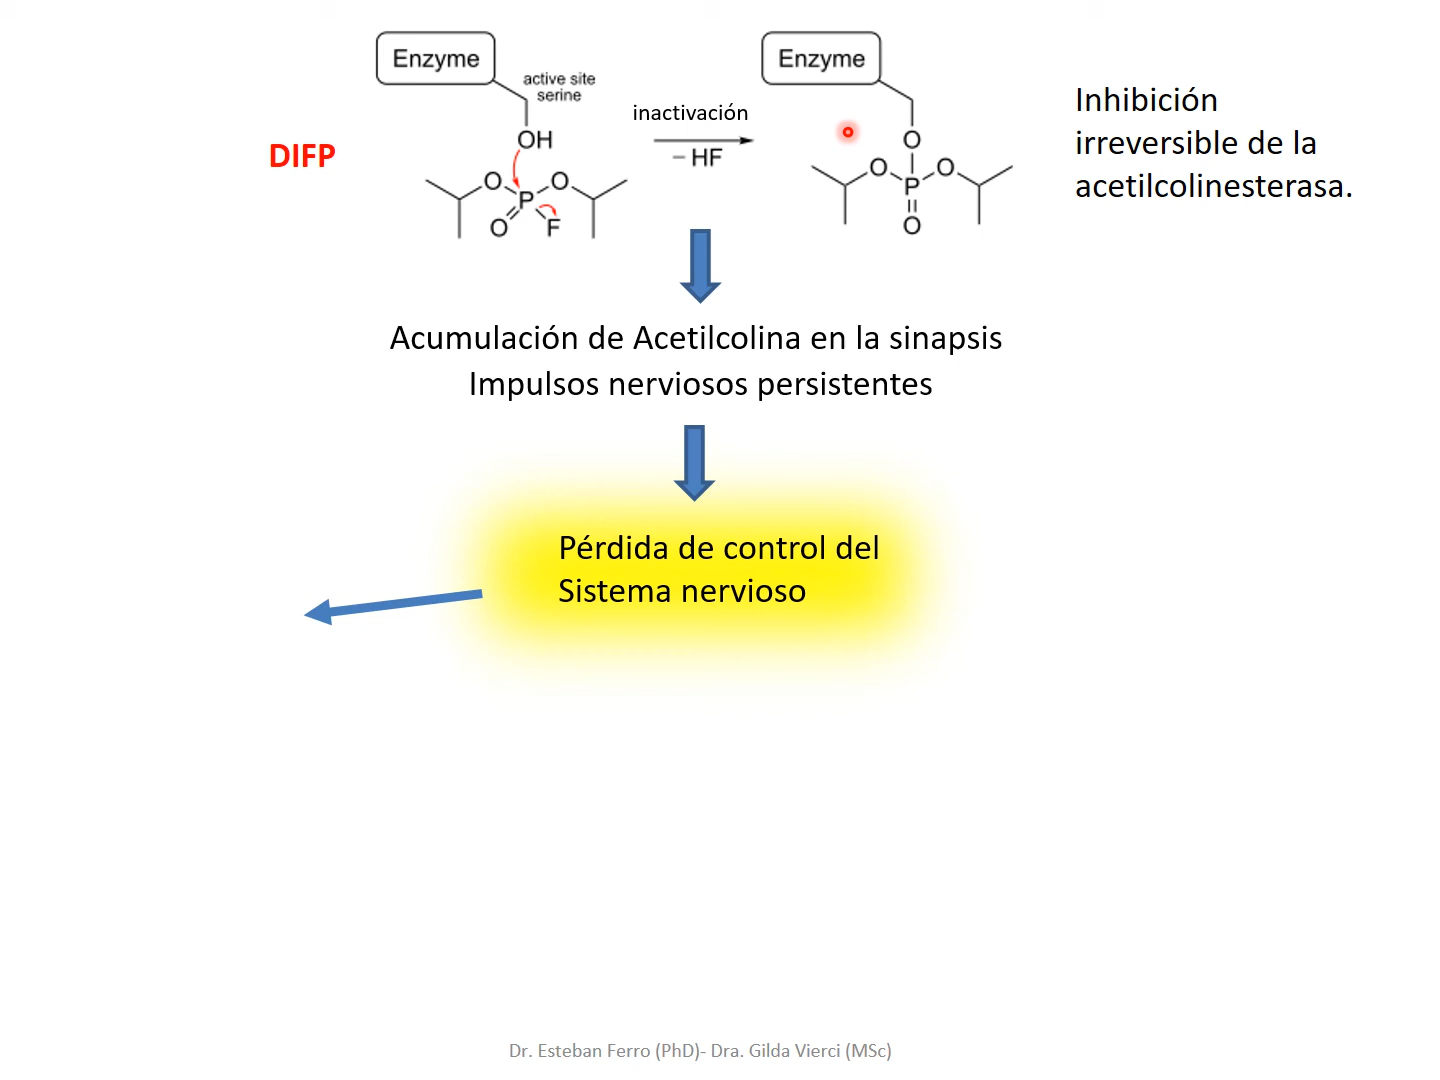 Enzyme
active site
serine
OH
DIFP
O
O
P
O
F
inactivación
– HF
Enzyme
O
O
O
P
O
Inhibición
irreversible de la
acetilcolinesterasa.
Acumulación de Acetilcolina en la sinapsis
Impulsos nerviosos persistentes
Pérdida de control del
Sistema nervioso
Dr. Esteban Ferro (PhD)- Dra. Gilda Vierci (MSc)